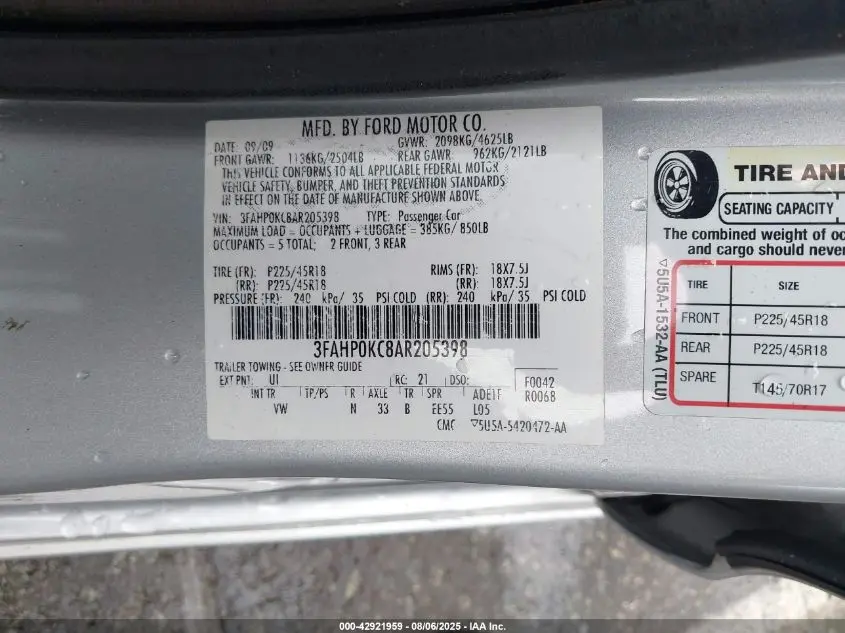 MFD. BY FORD MOTOR CO.
DATE: 09/09 GVWR: 2098KG/4625LB
FRONT GAWR: 1136KG/2504LB REAR GAWR: 962KG/2121LB
THIS VEHICLE CONFORMS TO ALL APPLICABLE FEDERAL MOTOR
VEHICLE SAFETY, BUMPER, AND THEFT PREVENTION STANDARDS
IN EFFECT ON THE DATE OF MANUFACTURE SHOWN ABOVE.
VIN: 3FAHP0KC8AR205398 TYPE: Passenger Car
MAXIMUM LOAD = OCCUPANTS + LUGGAGE = 385KG/ 850LB
OCCUPANTS = 5 TOTAL; 2 FRONT, 3 REAR
TIRE (FR): P225/45R18 RIMS (FR): 18X7.5J
(RR): P225/45R18 (RR): 18X7.5J
PRESSURE (FR): 240 kPa/ 35 PSI COLD (RR): 240 kPa/ 35 PSI COLD
3FAHP0KC8AR205398
TRAILER TOWING - SEE OWNER GUIDE
EXT PNT: UI RC: 21 DSO: F0042
INT TR TP/PS R AXLE TR SPR R0068
VW N 33 B EE55 L05
CMC ▽5U5A-5420472-AA
TIRE AND
SEATING CAPACITY
The combined weight of oc
and cargo should never
TIRE SIZE
FRONT P225/45R18
REAR P225/45R18
SPARE T145/70R17
▽5U5A-1532-AA (TLU)
000-42921959 - 08/06/2025 - IAA Inc.